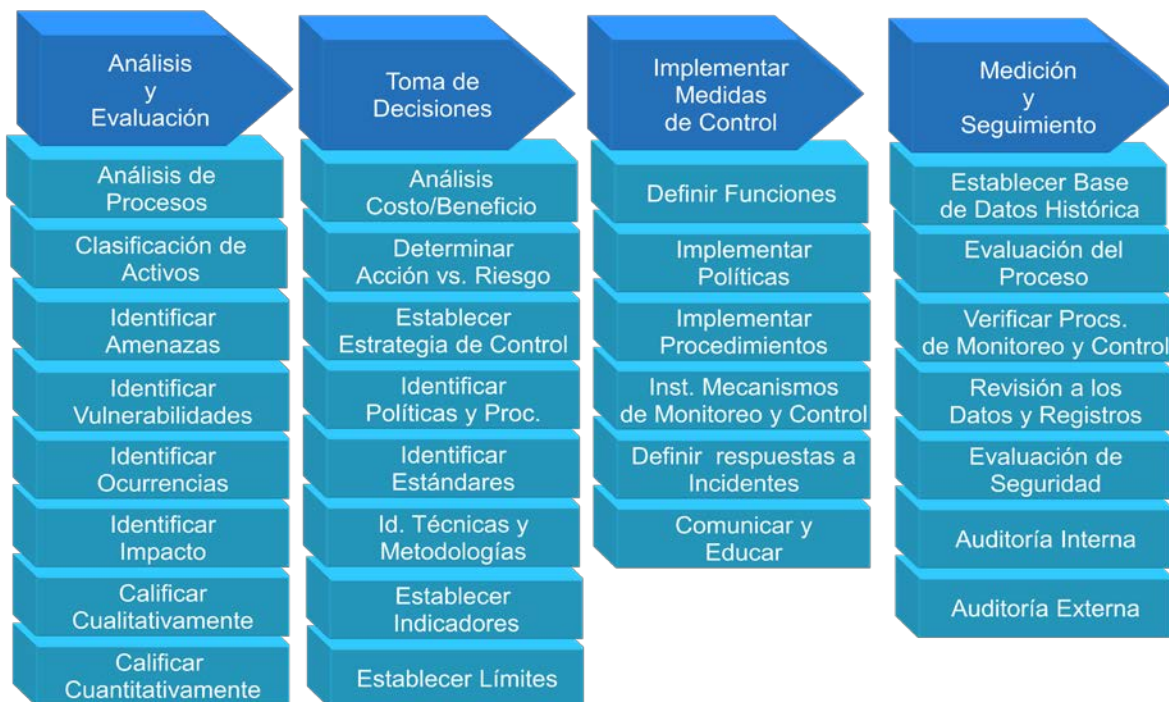 Análisis
y
Evaluación
Análisis de
Procesos
Clasificación de
Activos
Identificar
Amenazas
Identificar
Vulnerabilidades
Identificar
Ocurrencias
Identificar
Impacto
Calificar
Cualitativamente
Calificar
Cuantitativamente
Toma de
Decisiones
Análisis
Costo/Beneficio
Determinar
Acción vs. Riesgo
Establecer
Estrategia de Control
Identificar
Políticas y Proc.
Identificar
Estándares
Id. Técnicas y
Metodologías
Establecer
Indicadores
Establecer Límites
Implementar
Medidas
de Control
Definir Funciones
Implementar
Políticas
Implementar
Procedimientos
Inst. Mecanismos
de Monitoreo y Control
Definir respuestas a
Incidentes
Comunicar y
Educar
Medición
y
Seguimiento
Establecer Base
de Datos Histórica
Evaluación del
Proceso
Verificar Procs.
de Monitoreo y Control
Revisión a los
Datos y Registros
Evaluación de
Seguridad
Auditoría Interna
Auditoría Externa